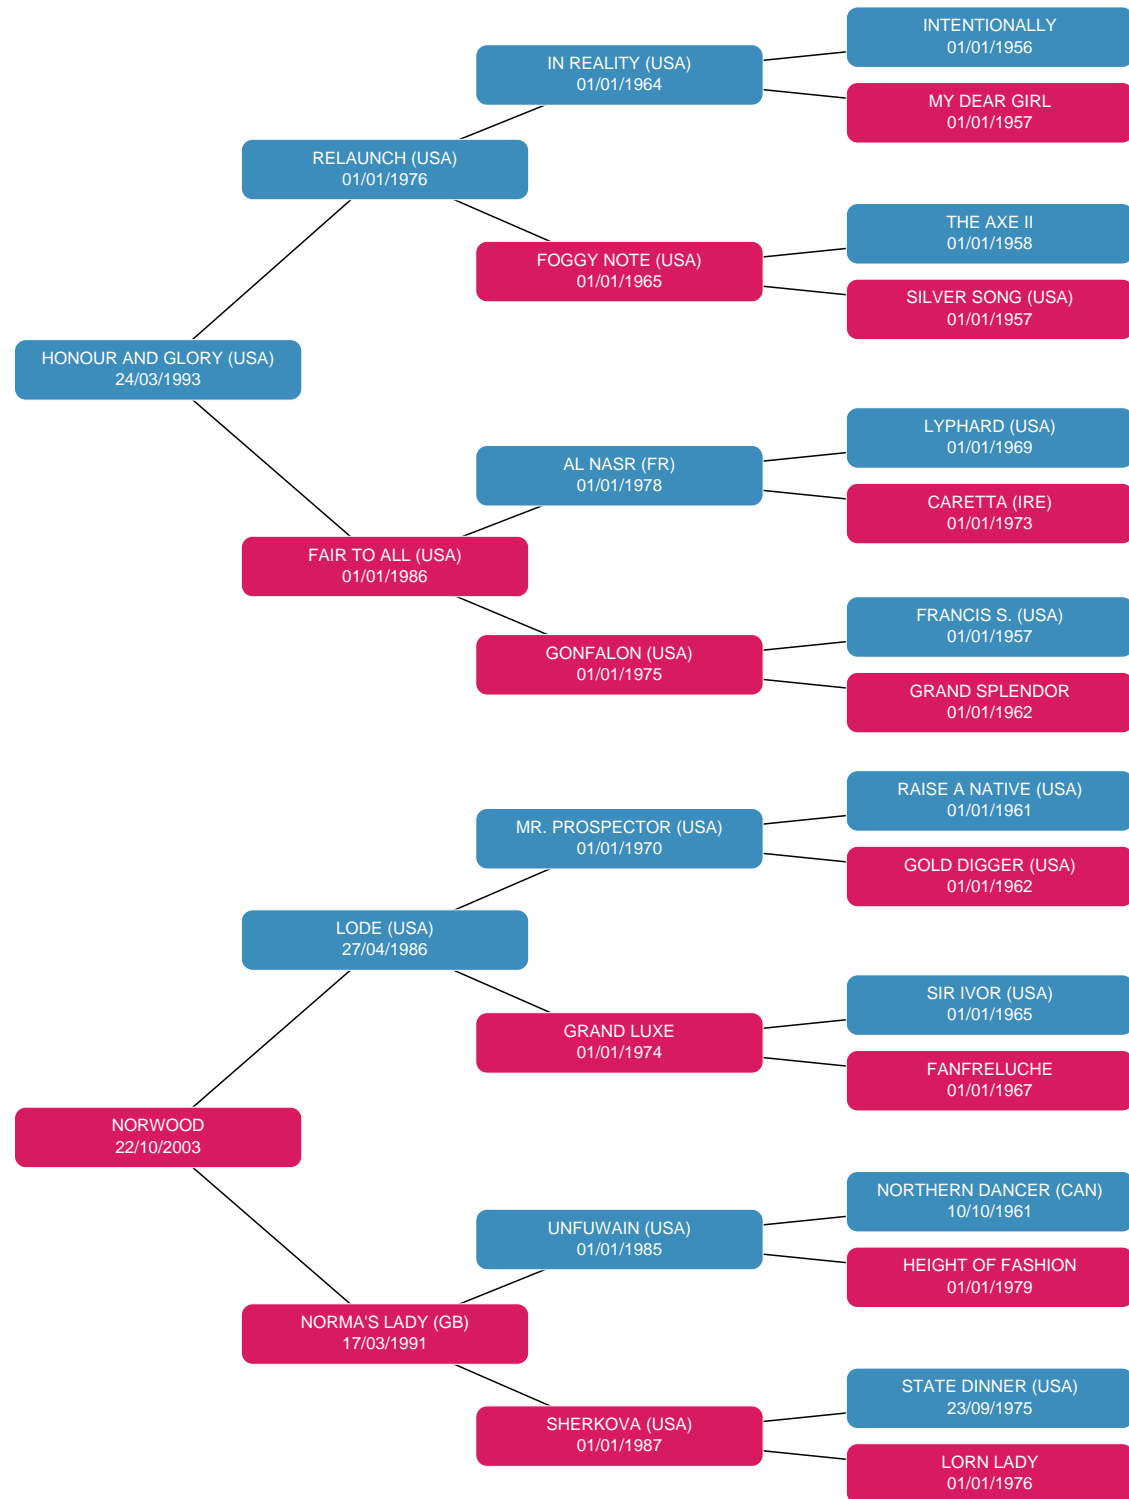 INTENTIONALLY
01/01/1956
IN REALITY (USA)
01/01/1964
MY DEAR GIRL
01/01/1957
RELAUNCH (USA)
01/01/1976
THE AXE II
01/01/1958
FOGGY NOTE (USA)
01/01/1965
SILVER SONG (USA)
01/01/1957
HONOUR AND GLORY (USA)
24/03/1993
LYPHARD (USA)
01/01/1969
AL NASR (FR)
01/01/1978
CARETTA (IRE)
01/01/1973
FAIR TO ALL (USA)
01/01/1986
FRANCIS S. (USA)
01/01/1957
GONFALON (USA)
01/01/1975
GRAND SPLENDOR
01/01/1962
RAISE A NATIVE (USA)
01/01/1961
MR. PROSPECTOR (USA)
01/01/1970
GOLD DIGGER (USA)
01/01/1962
LODE (USA)
27/04/1986
SIR IVOR (USA)
01/01/1965
GRAND LUXE
01/01/1974
FANFRELUCHE
01/01/1967
NORWOOD
22/10/2003
NORTHERN DANCER (CAN)
10/10/1961
UNFUWAIN (USA)
01/01/1985
HEIGHT OF FASHION
01/01/1979
NORMA'S LADY (GB)
17/03/1991
STATE DINNER (USA)
23/09/1975
SHERKOVA (USA)
01/01/1987
LORN LADY
01/01/1976